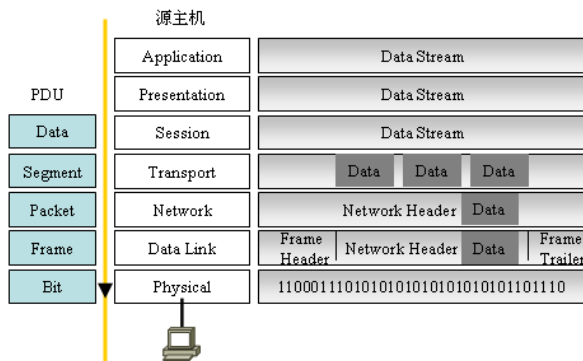 源主机
Application Data Stream
PDU Presentation Data Stream
Data Session Data Stream
Segment Transport Data Data Data
Packet Network Network Header Data
Frame Data Link Frame Header Network Header Data Frame Trailer
Bit Physical 1100011101010101010101010101101110